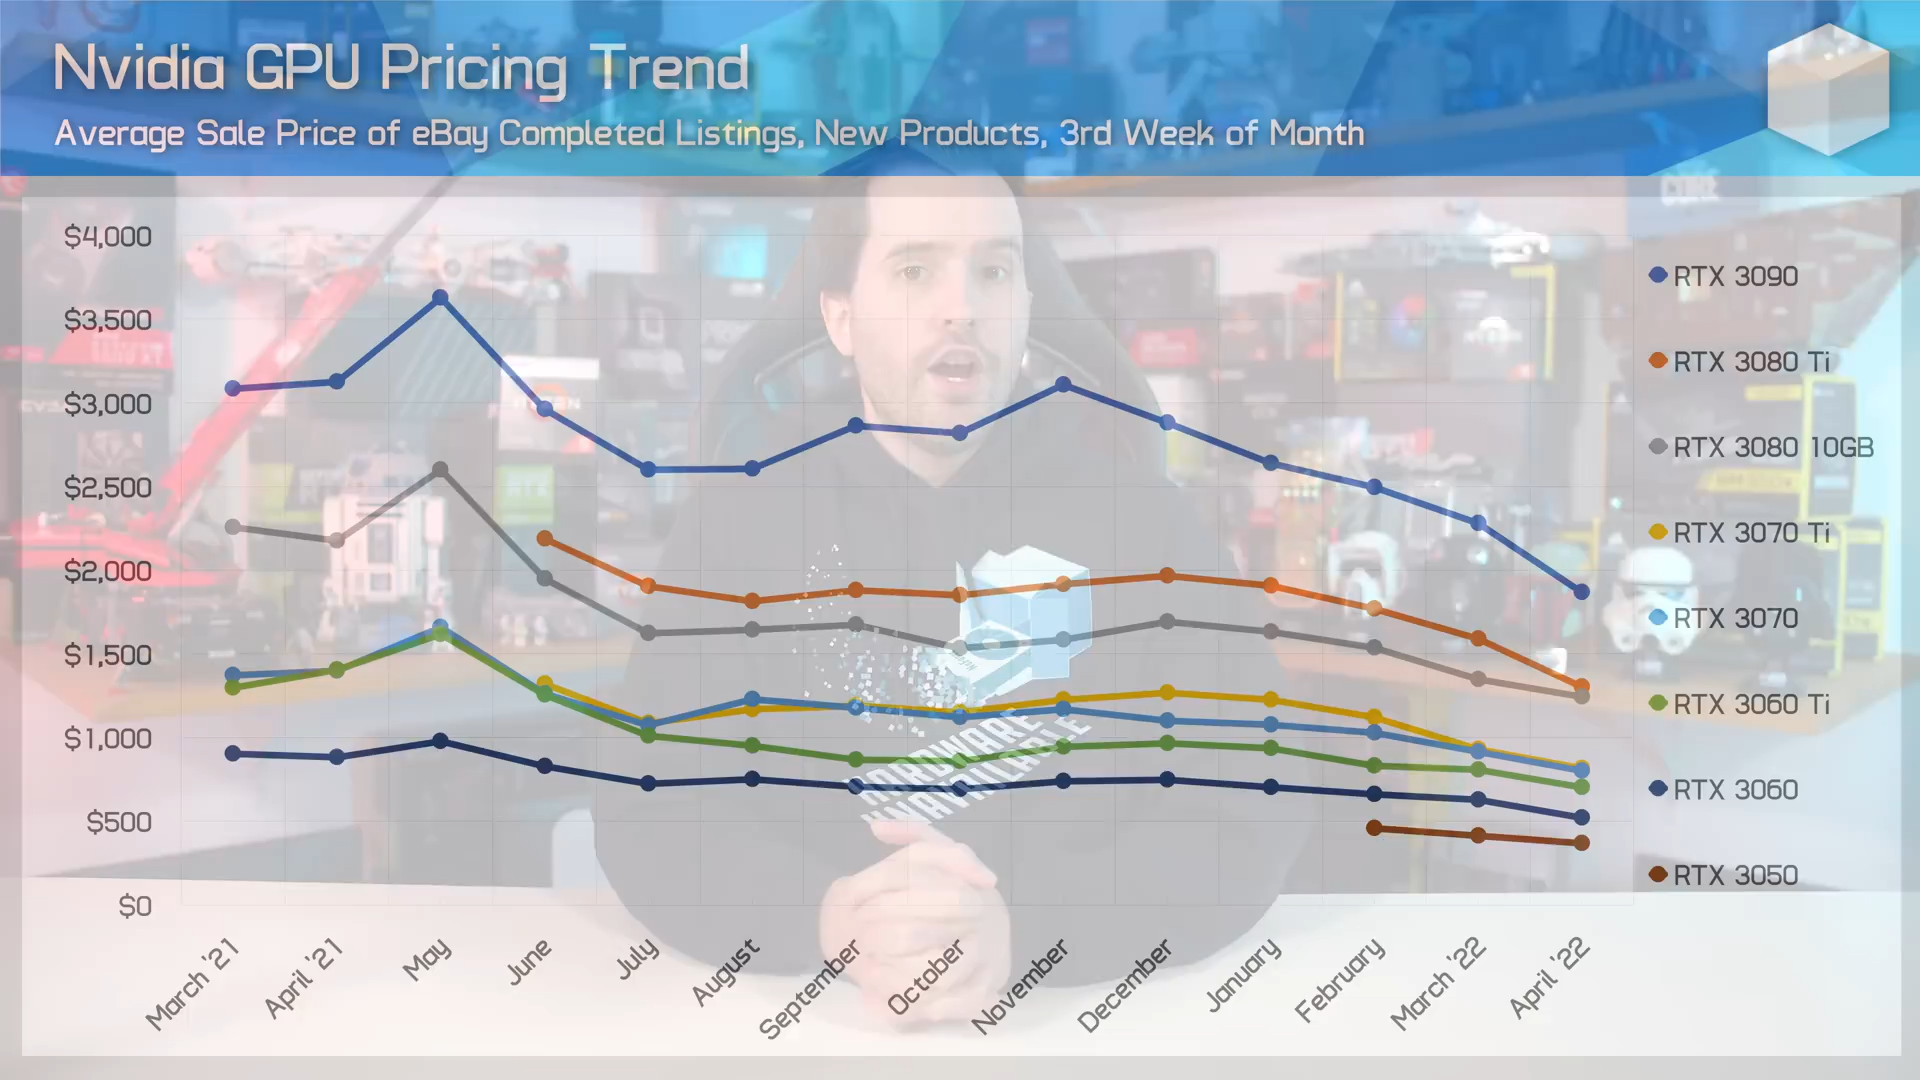 Nvidia GPU Pricing Trend
Average Sale Price of eBay Completed Listings, New Products, 3rd Week of Month
$4,000
$3,500
$3,000
$2,500
$2,000
$1,500
$1,000
$500
$0
March '21
April '21
May
June
July
August
September
October
November
December
January
February
March '22
April '22
RTX 3090
RTX 3080 Ti
RTX 3080 10GB
RTX 3070 Ti
RTX 3070
RTX 3060 Ti
RTX 3060
RTX 3050
HARDWARE
UNAVAILABLE
RTX